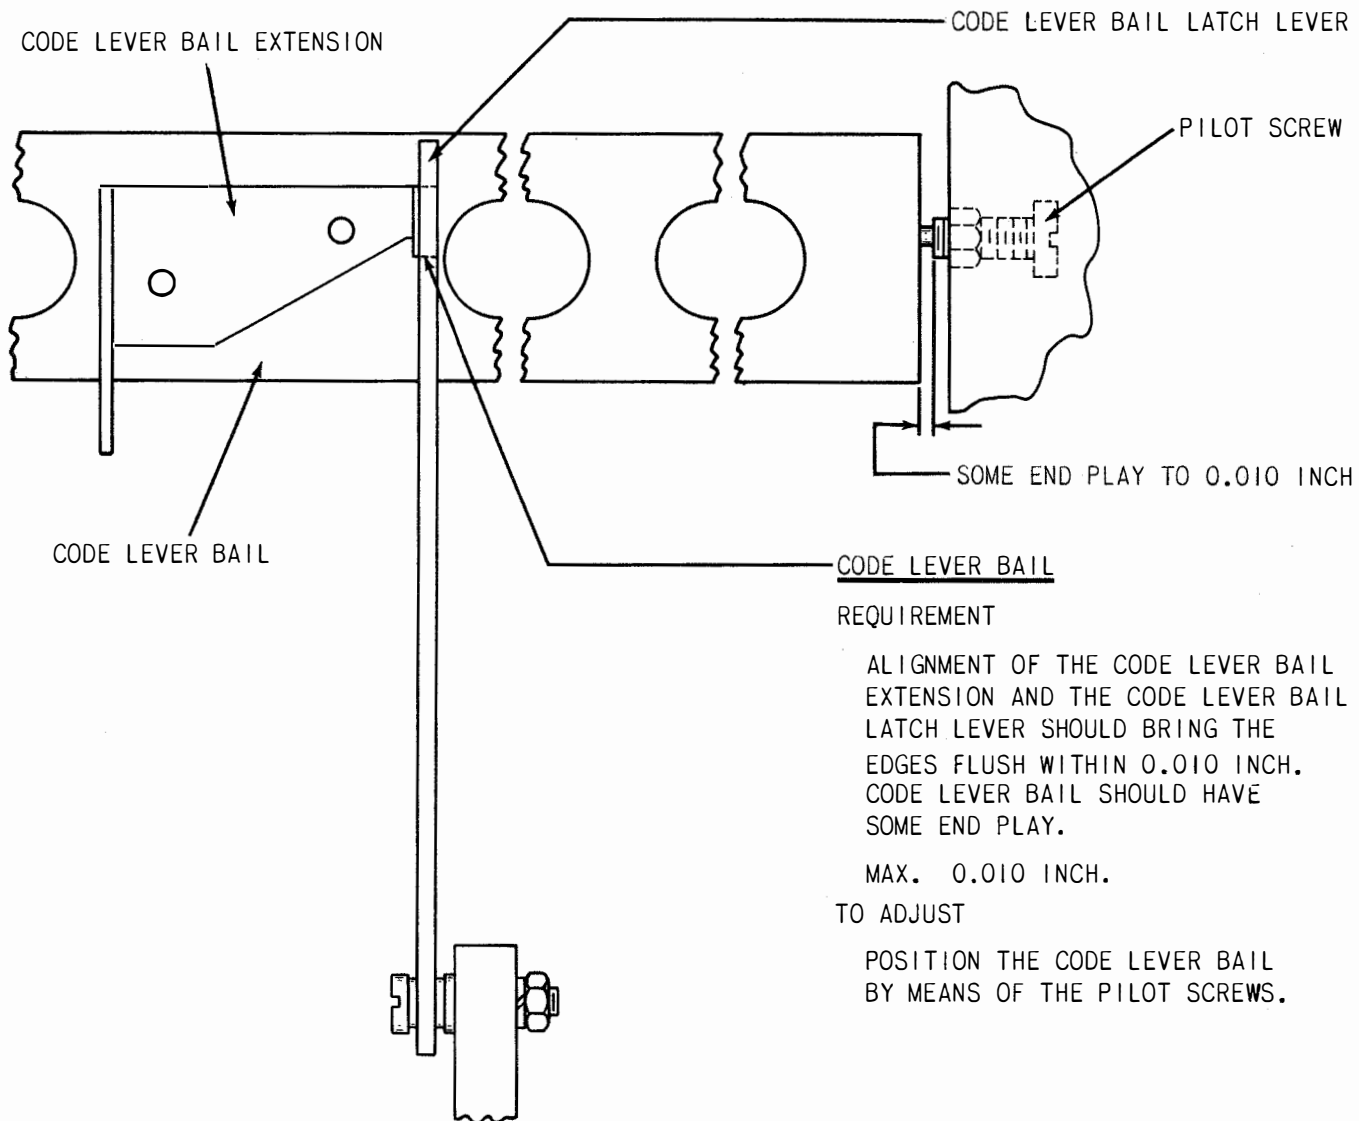 CODE LEVER BAIL LATCH LEVER
CODE LEVER BAIL EXTENSION
PILOT SCREW
SOME END PLAY TO 0.010 INCH
CODE LEVER BAIL
CODE LEVER BAIL
REQUIREMENT
ALIGNMENT OF THE CODE LEVER BAIL
EXTENSION AND THE CODE LEVER BAIL
LATCH LEVER SHOULD BRING THE
EDGES FLUSH WITHIN 0.010 INCH.
CODE LEVER BAIL SHOULD HAVE
SOME END PLAY.
MAX. 0.010 INCH.
TO ADJUST
POSITION THE CODE LEVER BAIL
BY MEANS OF THE PILOT SCREWS.